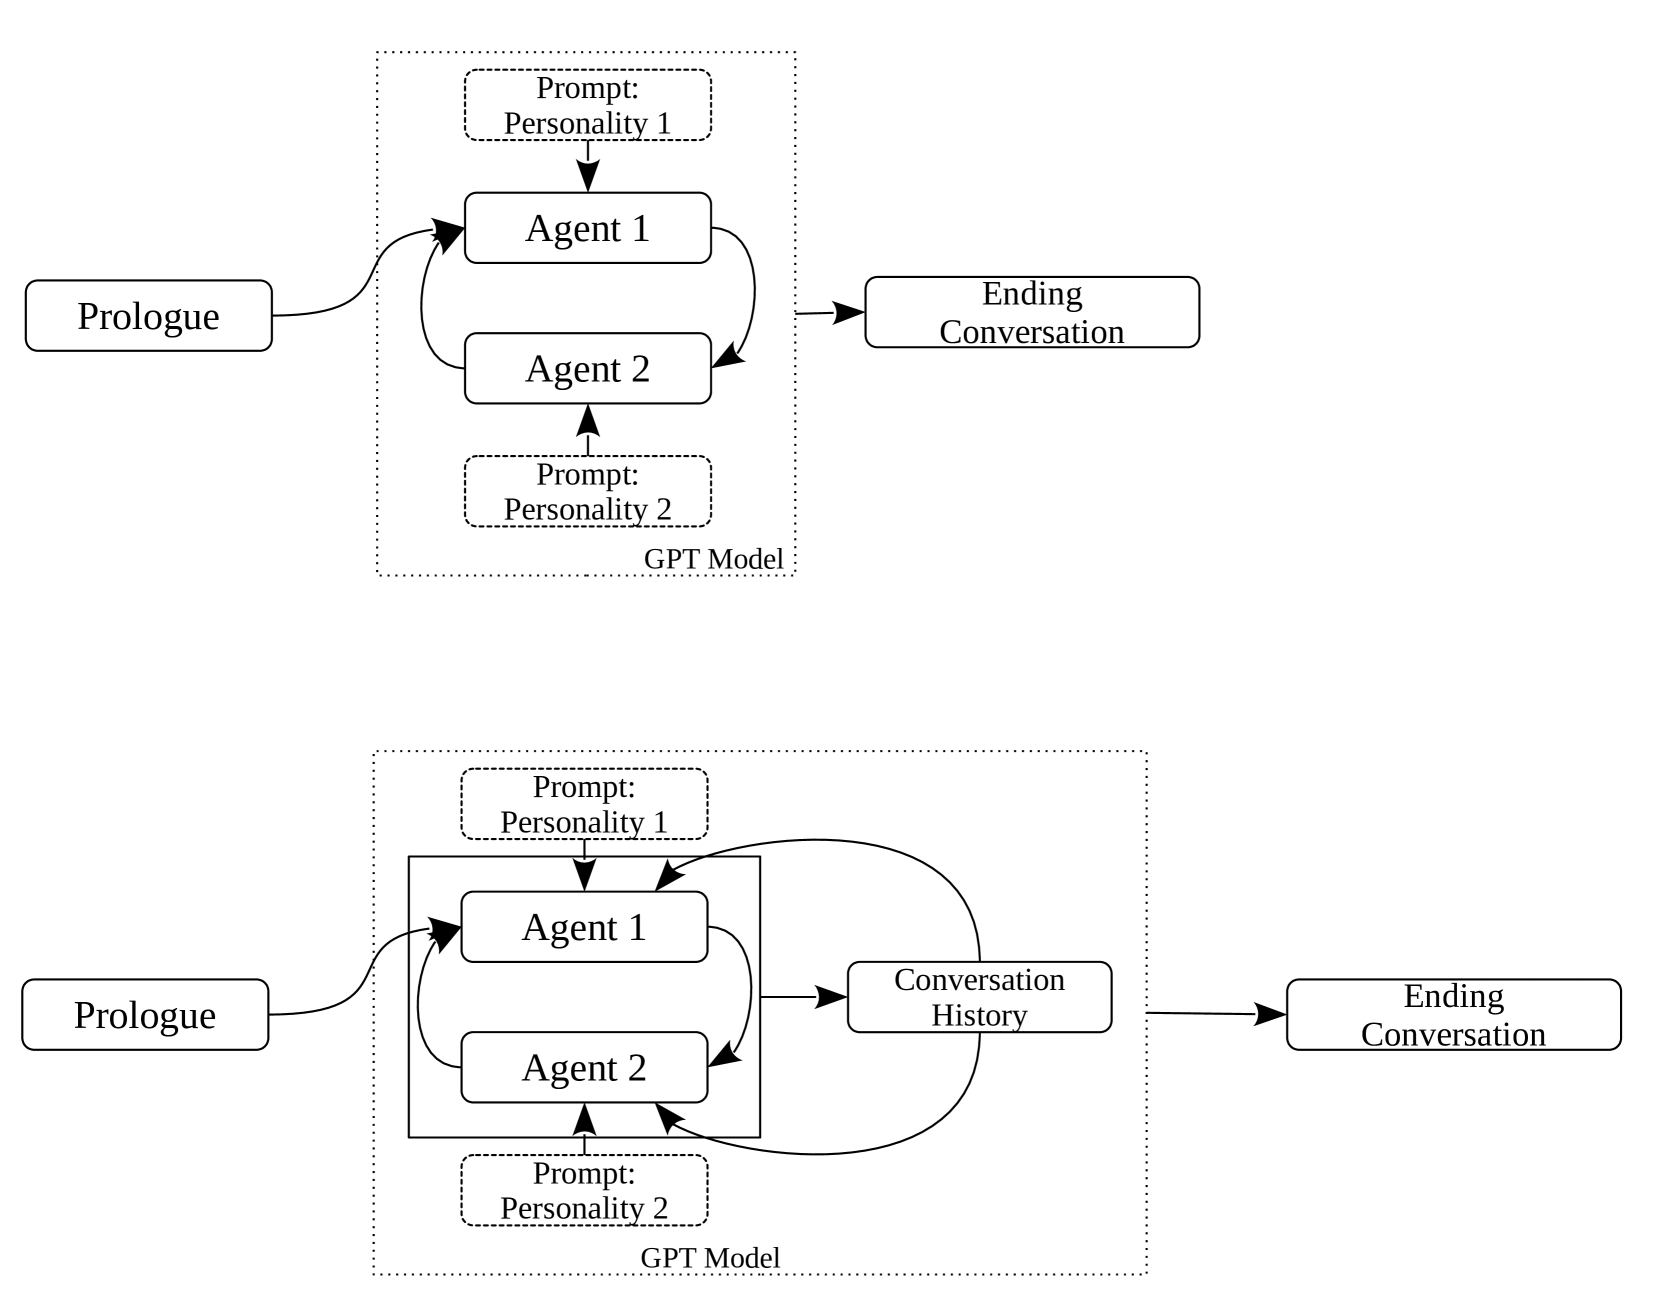 Prompt:
Personality 1
Agent 1
Prologue
Ending
Conversation
Agent 2
Prompt:
Personality 2
GPT Model
Prompt:
Personality 1
Agent 1
Prologue
Conversation
History
Ending
Conversation
Agent 2
Prompt:
Personality 2
GPT Model